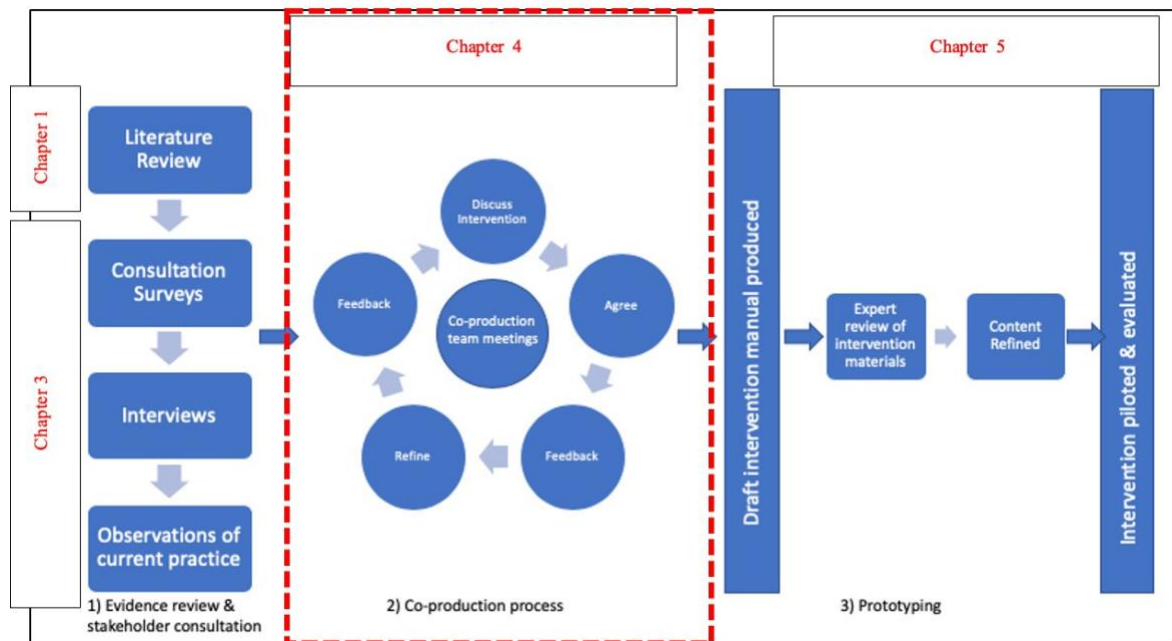 Chapter 4
Chapter 5
Chapter 1
Chapter 3
Literature
Review
Consultation
Surveys
Interviews
Observations of
current practice
1) Evidence review &
stakeholder consultation
Discuss
Intervention
Agree
Feedback
Refine
Feedback
Co-production
team meetings
2) Co-production process
Draft intervention manual produced
Expert
review of
intervention
materials
Content
Refined
Intervention piloted & evaluated
3) Prototyping